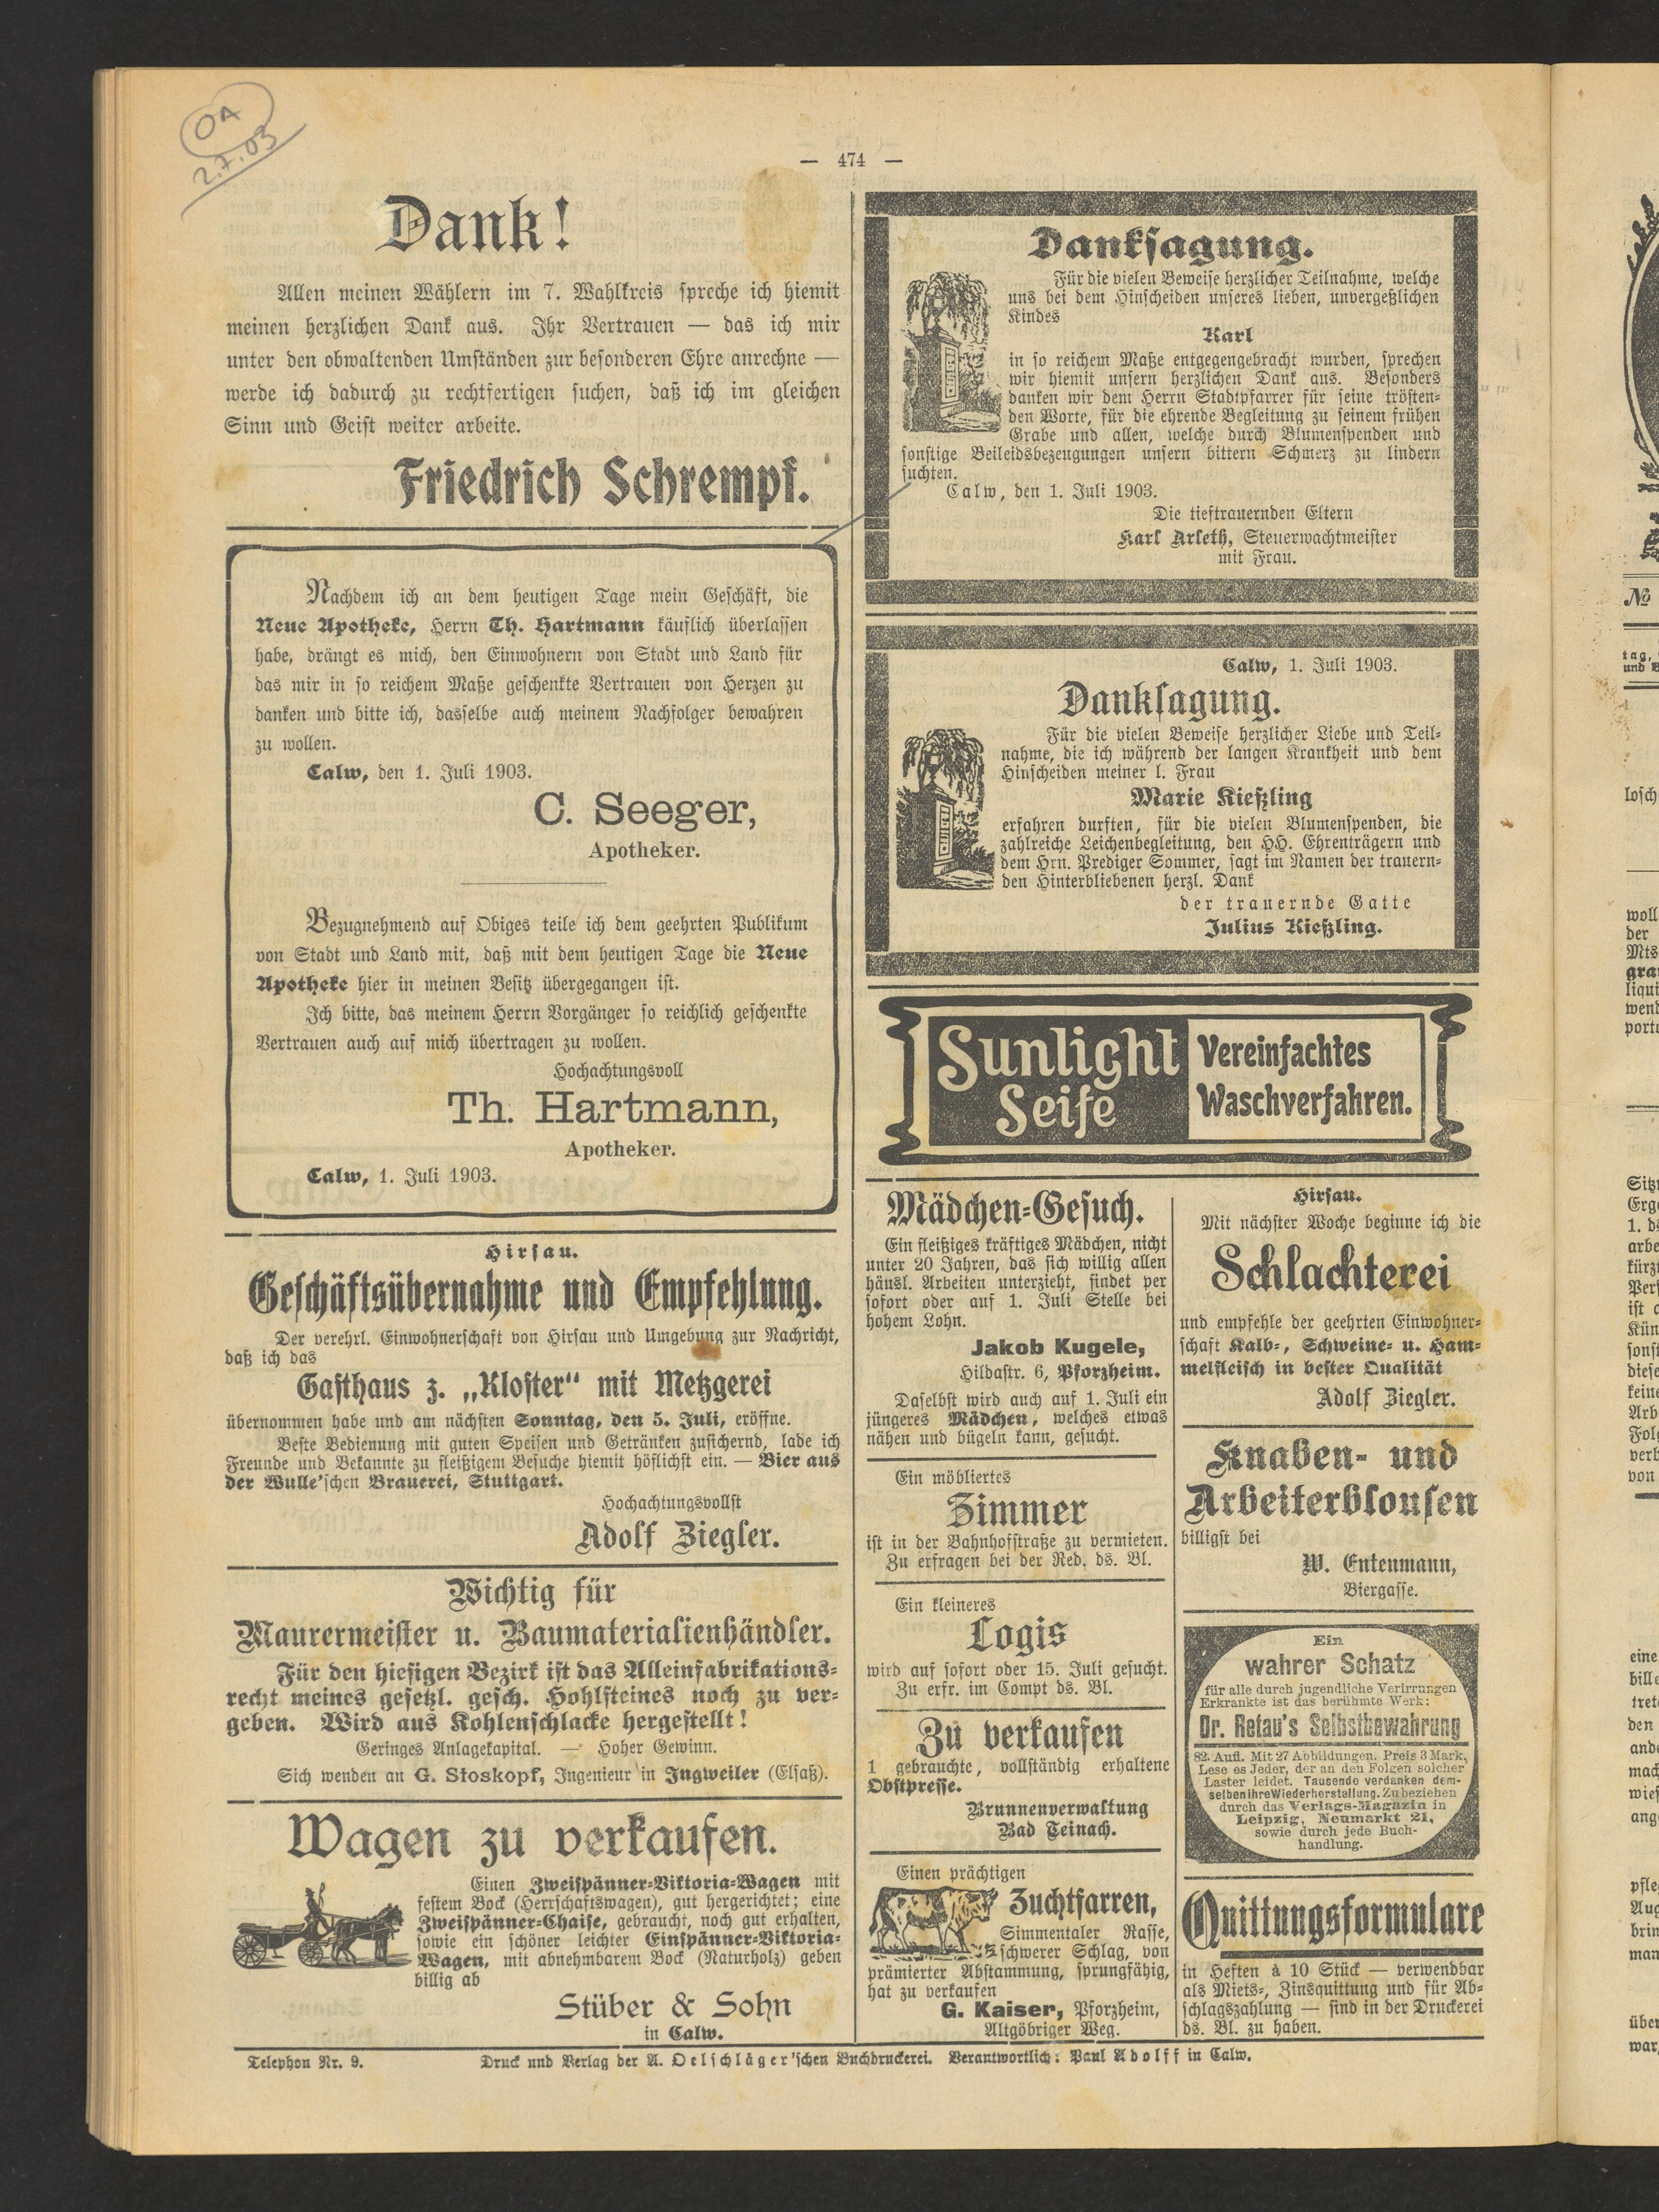 OA
2.7.03
— 474 —
Dank!
Allen meinen Wählern im 7. Wahlkreis spreche ich hiemit
meinen herzlichen Dank aus. Ihr Vertrauen — das ich mir
unter den obwaltenden Umständen zur besonderen Ehre anrechne —
werde ich dadurch zu rechtfertigen suchen, daß ich im gleichen
Sinn und Geist weiter arbeite.
Friedrich Schrempf.
Nachdem ich an dem heutigen Tage mein Geschäft, die
Neue Apotheke, Herrn Th. Hartmann käuflich überlassen
habe, drängt es mich, den Einwohnern von Stadt und Land für
das mir in so reichem Maße geschenkte Vertrauen von Herzen zu
danken und bitte ich, dasselbe auch meinem Nachfolger bewahren
zu wollen.
Calw, den 1. Juli 1903.
C. Seeger,
Apotheker.
Bezugnehmend auf Obiges teile ich dem geehrten Publikum
von Stadt und Land mit, daß mit dem heutigen Tage die Neue
Apotheke hier in meinen Besitz übergegangen ist.
Ich bitte, das meinem Herrn Vorgänger so reichlich geschenkte
Vertrauen auch auf mich übertragen zu wollen.
Hochachtungsvoll
Th. Hartmann,
Apotheker.
Calw, 1. Juli 1903.
Hirsau.
Geschäftsübernahme und Empfehlung.
Der verehrl. Einwohnerschaft von Hirsau und Umgebung zur Nachricht,
daß ich das
Gasthaus z. „Kloster“ mit Metzgerei
übernommen habe und am nächsten Sonntag, den 5. Juli, eröffne.
Beste Bedienung mit guten Speisen und Getränken zusichernd, lade ich
Freunde und Bekannte zu fleißigem Besuche hiemit höflichst ein. — Bier aus
der Wulle'schen Brauerei, Stuttgart.
Hochachtungsvollst
Adolf Ziegler.
Wichtig für
Maurermeister u. Baumaterialienhändler.
Für den hiesigen Bezirk ist das Alleinfabrikations-
recht meines gesetzl. gesch. Hohlsteines noch zu ver-
geben. Wird aus Kohlenschlacke hergestellt!
Geringes Anlagekapital. — Hoher Gewinn.
Sich wenden an G. Stoskopf, Ingenieur in Ingweiler (Elsaß).
Wagen zu verkaufen.
Einen Zweispänner-Viktoria-Wagen mit
festem Bock (Herrschaftswagen), gut hergerichtet; eine
Zweispänner-Chaise, gebraucht, noch gut erhalten,
sowie ein schöner leichter Einspänner-Viktoria-
Wagen, mit abnehmbarem Bock (Naturholz) geben
billig ab
Stüber & Sohn
in Calw.
Danksagung.
Für die vielen Beweise herzlicher Teilnahme, welche
uns bei dem Hinscheiden unseres lieben, unvergeßlichen
Kindes
Karl
in so reichem Maße entgegengebracht wurden, sprechen
wir hiemit unsern herzlichen Dank aus. Besonders
danken wir dem Herrn Stadtpfarrer für seine trösten-
den Worte, für die ehrende Begleitung zu seinem frühen
Grabe und allen, welche durch Blumenspenden und
sonstige Beileidsbezeugungen unsern bittern Schmerz zu lindern
suchten.
Calw, den 1. Juli 1903.
Die tieftrauernden Eltern
Karl Arleth, Steuerwachtmeister
mit Frau.
Calw, 1. Juli 1903.
Danksagung.
Für die vielen Beweise herzlicher Liebe und Teil-
nahme, die ich während der langen Krankheit und dem
Hinscheiden meiner l. Frau
Marie Kießling
erfahren durften, für die vielen Blumenspenden, die
zahlreiche Leichenbegleitung, den HH. Ehrenträgern und
dem Hrn. Prediger Sommer, sagt im Namen der trauern-
den Hinterbliebenen herzl. Dank
der trauernde Gatte
Julius Kießling.
Sunlight
Seife
Vereinfachtes
Waschverfahren.
Mädchen-Gesuch.
Ein fleißiges kräftiges Mädchen, nicht
unter 20 Jahren, das sich willig allen
häusl. Arbeiten unterzieht, findet per
sofort oder auf 1. Juli Stelle bei
hohem Lohn.
Jakob Kugele,
Hildastr. 6, Pforzheim.
Daselbst wird auch auf 1. Juli ein
jüngeres Mädchen, welches etwas
nähen und bügeln kann, gesucht.
Ein möbliertes
Zimmer
ist in der Bahnhofstraße zu vermieten.
Zu erfragen bei der Red. ds. Bl.
Ein kleineres
Logis
wird auf sofort oder 15. Juli gesucht.
Zu erfr. im Compt ds. Bl.
Zu verkaufen
1 gebrauchte, vollständig erhaltene
Obstpresse.
Brunnenverwaltung
Bad Teinach.
Einen prächtigen
Zuchtfarren,
Simmentaler Rasse,
schwerer Schlag, von
prämierter Abstammung, sprungfähig,
hat zu verkaufen
G. Kaiser, Pforzheim,
Altgöbriger Weg.
Hirsau.
Mit nächster Woche beginne ich die
Schlachterei
und empfehle der geehrten Einwohner-
schaft Kalb-, Schweine- u. Ham-
melfleisch in bester Qualität
Adolf Ziegler.
Knaben- und
Arbeiterblousen
billigst bei
W. Entenmann,
Biergasse.
Ein
wahrer Schatz
für alle durch jugendliche Verirrungen
Erkrankte ist das berühmte Werk:
Dr. Retau's Selbstbewahrung
82. Aufl. Mit 27 Abbildungen. Preis 3 Mark.
Lese es Jeder, der an den Folgen solcher
Laster leidet. Tausende verdanken dem-
selben ihre Wiederherstellung. Zu beziehen
durch das Verlags-Magazin in
Leipzig, Neumarkt 21,
sowie durch jede Buch-
handlung.
Quittungsformulare
in Heften à 10 Stück — verwendbar
als Miets-, Zinsquittung und für Ab-
schlagszahlung — sind in der Druckerei
ds. Bl. zu haben.
Telephon Nr. 9.
Druck und Verlag der A. Oelschläger'schen Buchdruckerei. Verantwortlich: Paul Adolff in Calw.
№
tag,
und
losch
woll
der
Mts
gra
liqui
wend
Sitz
1. d
arbe
ist a
diese
keine
von
eine
bille
den
man
über
war